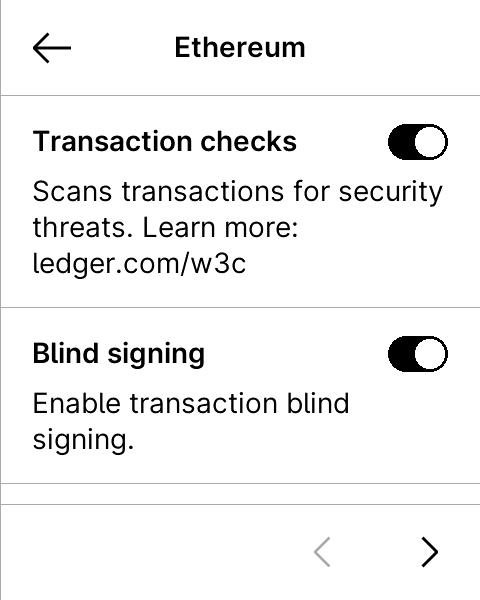 Ethereum
Transaction checks
Scans transactions for security
threats. Learn more:
ledger.com/w3c
Blind signing
Enable transaction blind
signing.